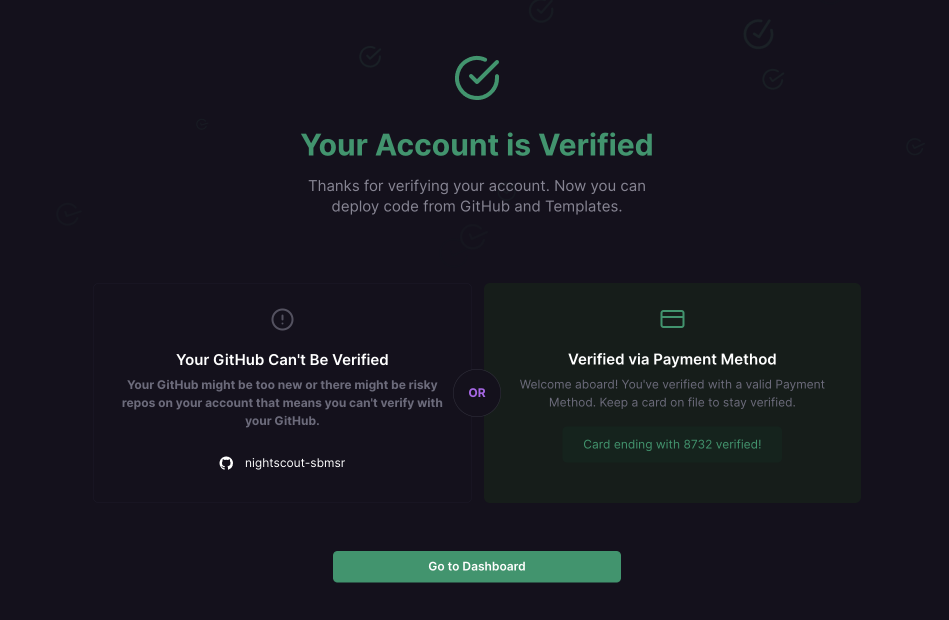 Your Account is Verified
Thanks for verifying your account. Now you can
deploy code from GitHub and Templates.
Your GitHub Can't Be Verified
Your GitHub might be too new or there might be risky
repos on your account that means you can't verify with
your GitHub.
nightscout-sbmsr
OR
Verified via Payment Method
Welcome aboard! You've verified with a valid Payment
Method. Keep a card on file to stay verified.
Card ending with 8732 verified!
Go to Dashboard